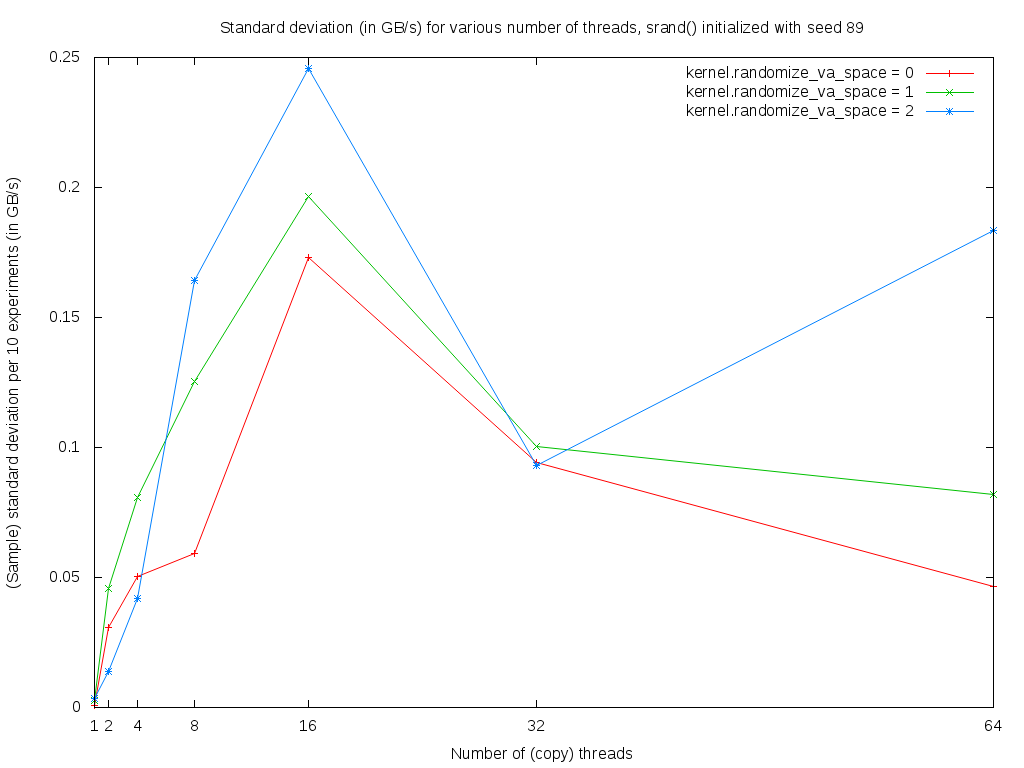 Standard deviation (in GB/s) for various number of threads, srand() initialized with seed 89
kernel.randomize_va_space = 0
kernel.randomize_va_space = 1
kernel.randomize_va_space = 2
(Sample) standard deviation per 10 experiments (in GB/s)
0.25
0.2
0.15
0.1
0.05
0
1 2 4 8 16 32 64
Number of (copy) threads